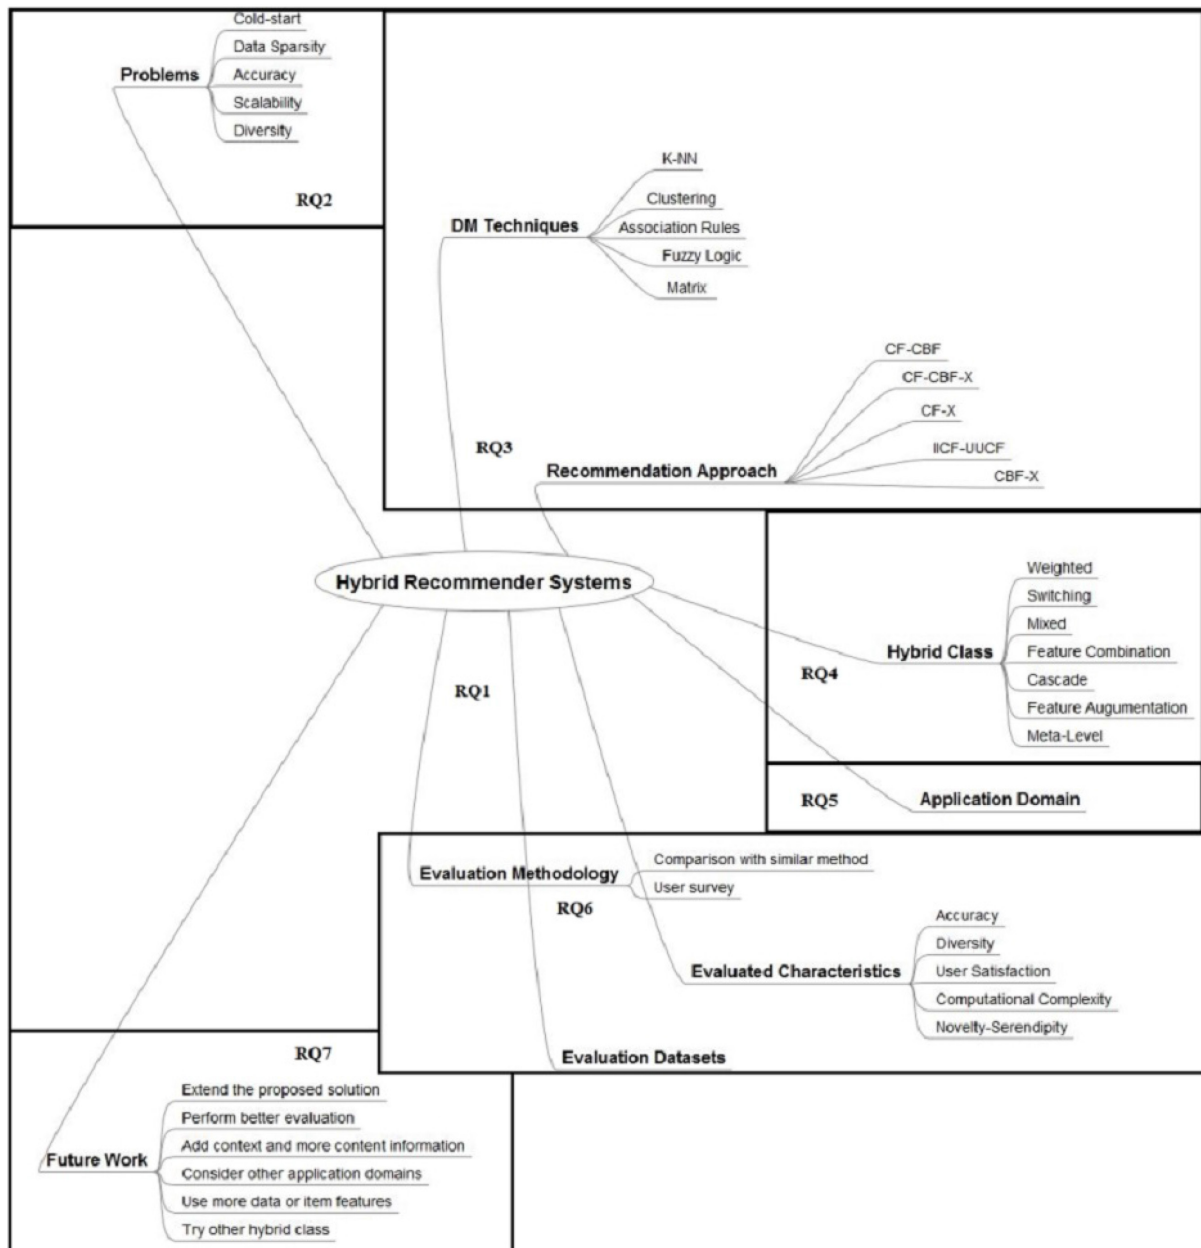 Cold-start
Data Sparsity
Problems
Accuracy
Scalability
Diversity
RQ2
K-NN
Clustering
DM Techniques
Association Rules
Fuzzy Logic
Matrix
CF-CBF
CF-CBF-X
CF-X
RQ3
IICF-UUCF
Recommendation Approach
CBF-X
Hybrid Recommender Systems
RQ1
Weighted
Switching
Mixed
Hybrid Class
Feature Combination
RQ4
Cascade
Feature Augumentation
Meta-Level
RQ5
Application Domain
Evaluation Methodology
Comparison with similar method
User survey
RQ6
Accuracy
Diversity
Evaluated Characteristics
User Satisfaction
Computational Complexity
Novelty-Serendipity
Evaluation Datasets
RQ7
Extend the proposed solution
Perform better evaluation
Add context and more content information
Future Work
Consider other application domains
Use more data or item features
Try other hybrid class